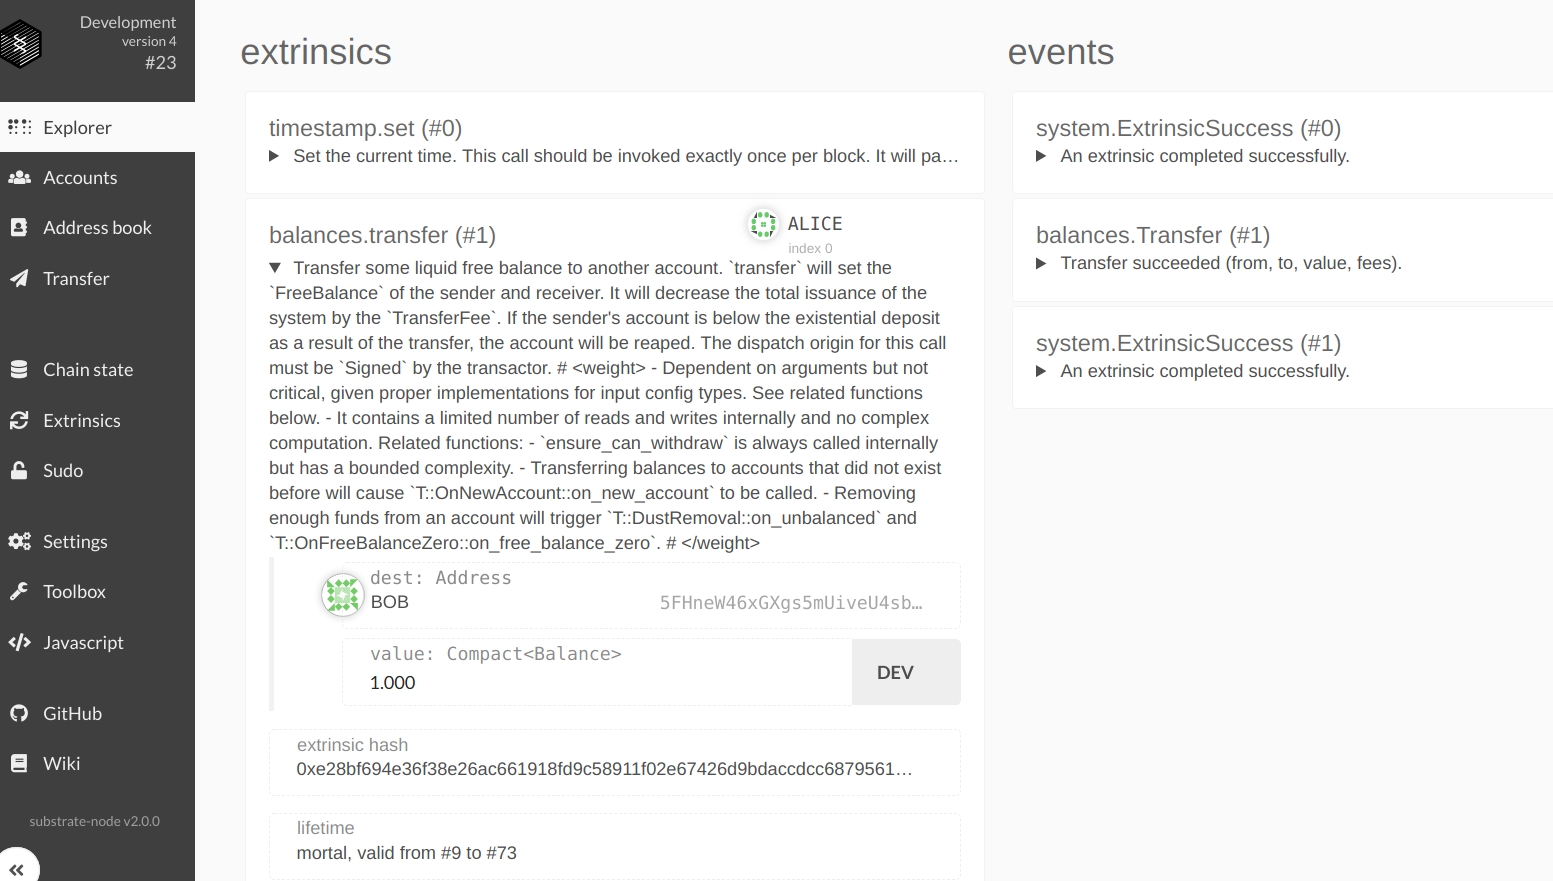 Development
version 4
#23
Explorer
Accounts
Address book
Transfer
Chain state
Extrinsics
Sudo
Settings
Toolbox
Javascript
GitHub
Wiki
substrate-node v2.0.0
extrinsics
timestamp.set (#0)
Set the current time. This call should be invoked exactly once per block. It will pa…
balances.transfer (#1)
ALICE
index 0
Transfer some liquid free balance to another account. `transfer` will set the
`FreeBalance` of the sender and receiver. It will decrease the total issuance of the
system by the `TransferFee`. If the sender's account is below the existential deposit
as a result of the transfer, the account will be reaped. The dispatch origin for this call
must be `Signed` by the transactor. # <weight> - Dependent on arguments but not
critical, given proper implementations for input config types. See related functions
below. - It contains a limited number of reads and writes internally and no complex
computation. Related functions: - `ensure_can_withdraw` is always called internally
but has a bounded complexity. - Transferring balances to accounts that did not exist
before will cause `T::OnNewAccount::on_new_account` to be called. - Removing
enough funds from an account will trigger `T::DustRemoval::on_unbalanced` and
`T::OnFreeBalanceZero::on_free_balance_zero`. # </weight>
dest: Address
BOB 5FHneW46xGXgs5mUiveU4sb…
value: Compact<Balance>
1.000
DEV
extrinsic hash
0xe28bf694e36f38e26ac661918fd9c58911f02e67426d9bdaccdcc6879561…
lifetime
mortal, valid from #9 to #73
events
system.ExtrinsicSuccess (#0)
An extrinsic completed successfully.
balances.Transfer (#1)
Transfer succeeded (from, to, value, fees).
system.ExtrinsicSuccess (#1)
An extrinsic completed successfully.